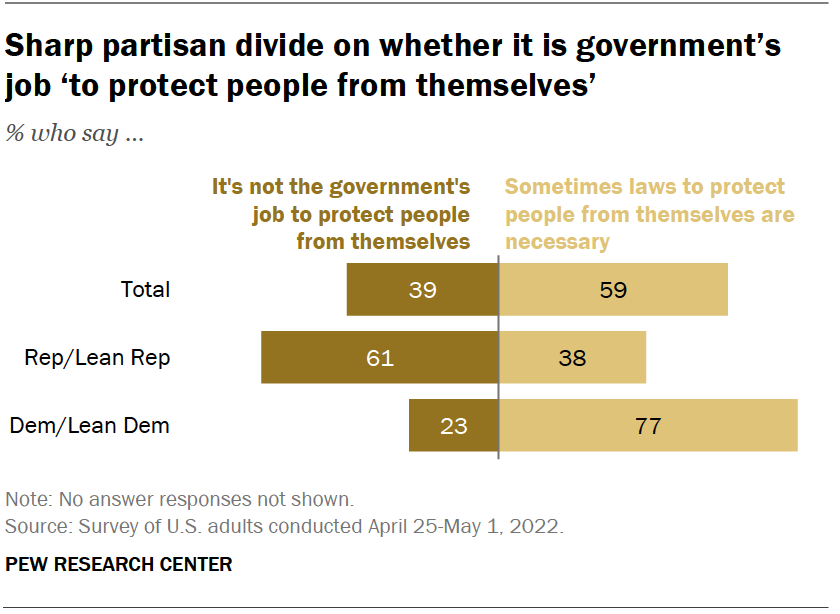 Sharp partisan divide on whether it is government’s
job ‘to protect people from themselves’
% who say ...
It's not the government's
job to protect people
from themselves
Sometimes laws to protect
people from themselves are
necessary
Total 39 59
Rep/Lean Rep 61 38
Dem/Lean Dem 23 77
Note: No answer responses not shown.
Source: Survey of U.S. adults conducted April 25-May 1, 2022.
PEW RESEARCH CENTER